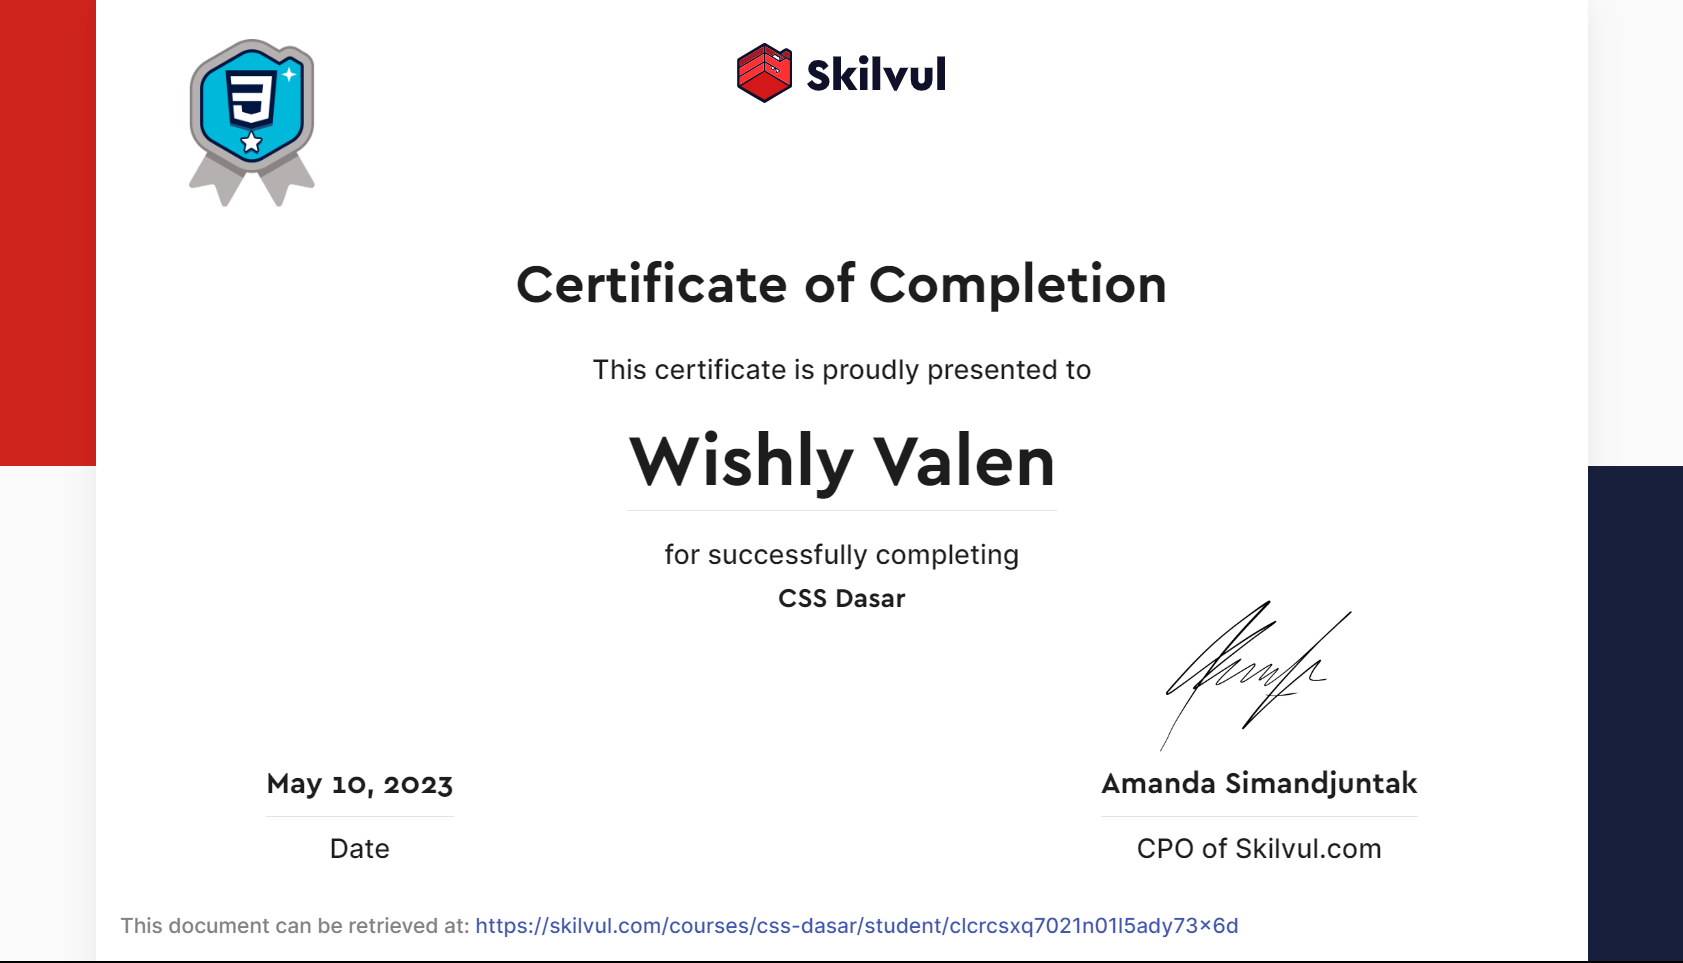 Skilvul
Certificate of Completion
This certificate is proudly presented to
Wishly Valen
for successfully completing
CSS Dasar
May 10, 2023
Date
Amanda Simandjuntak
CPO of Skilvul.com
This document can be retrieved at: https://skilvul.com/courses/css-dasar/student/clcrcsxq7021n01l5ady73x6d